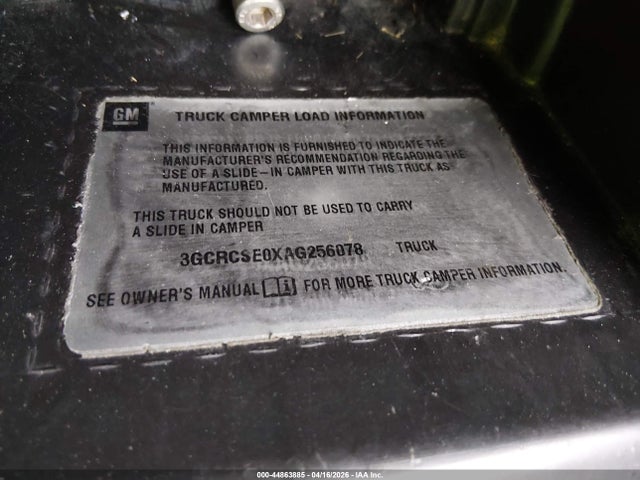 GM
TRUCK CAMPER LOAD INFORMATION
THIS INFORMATION IS FURNISHED TO INDICATE THE
MANUFACTURER'S RECOMMENDATION REGARDING THE
USE OF A SLIDE-IN CAMPER WITH THIS TRUCK AS
MANUFACTURED.
THIS TRUCK SHOULD NOT BE USED TO CARRY
A SLIDE IN CAMPER
3GCRCSE0XAG256078 TRUCK
SEE OWNER'S MANUAL i FOR MORE TRUCK CAMPER INFORMATION.
000-44863885 - 04/16/2026 - IAA Inc.